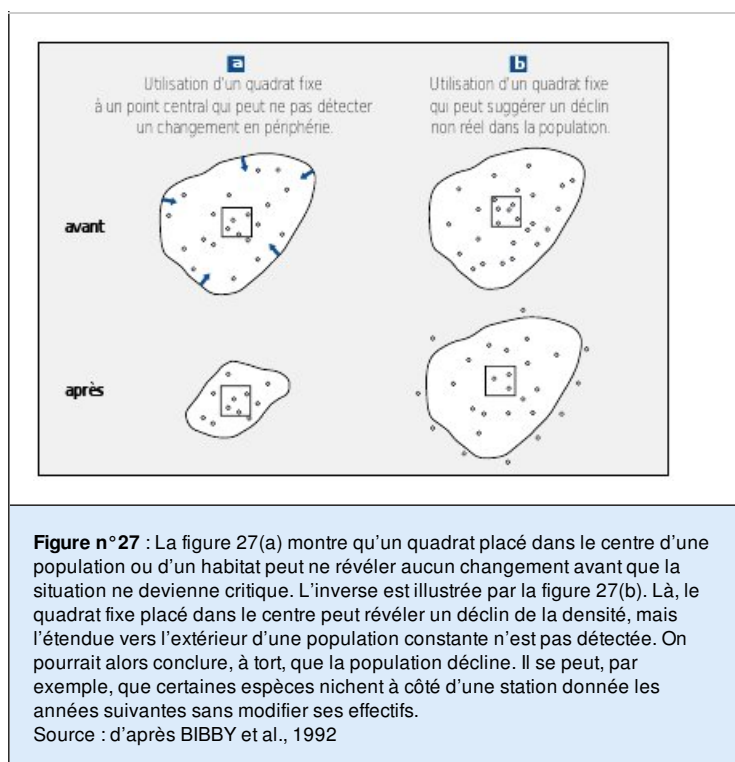 a
Utilisation d'un quadrat fixe
à un point central qui peut ne pas détecter
un changement en périphérie.
b
Utilisation d'un quadrat fixe
qui peut suggérer un déclin
non réel dans la population.
avant
après
Figure n°27 : La figure 27(a) montre qu'un quadrat placé dans le centre d'une
population ou d'un habitat peut ne révéler aucun changement avant que la
situation ne devienne critique. L'inverse est illustrée par la figure 27(b). Là, le
quadrat fixe placé dans le centre peut révéler un déclin de la densité, mais
l'étendue vers l'extérieur d'une population constante n'est pas détectée. On
pourrait alors conclure, à tort, que la population décline. Il se peut, par
exemple, que certaines espèces nichent à côté d'une station donnée les
années suivantes sans modifier ses effectifs.
Source : d'après BIBBY et al., 1992